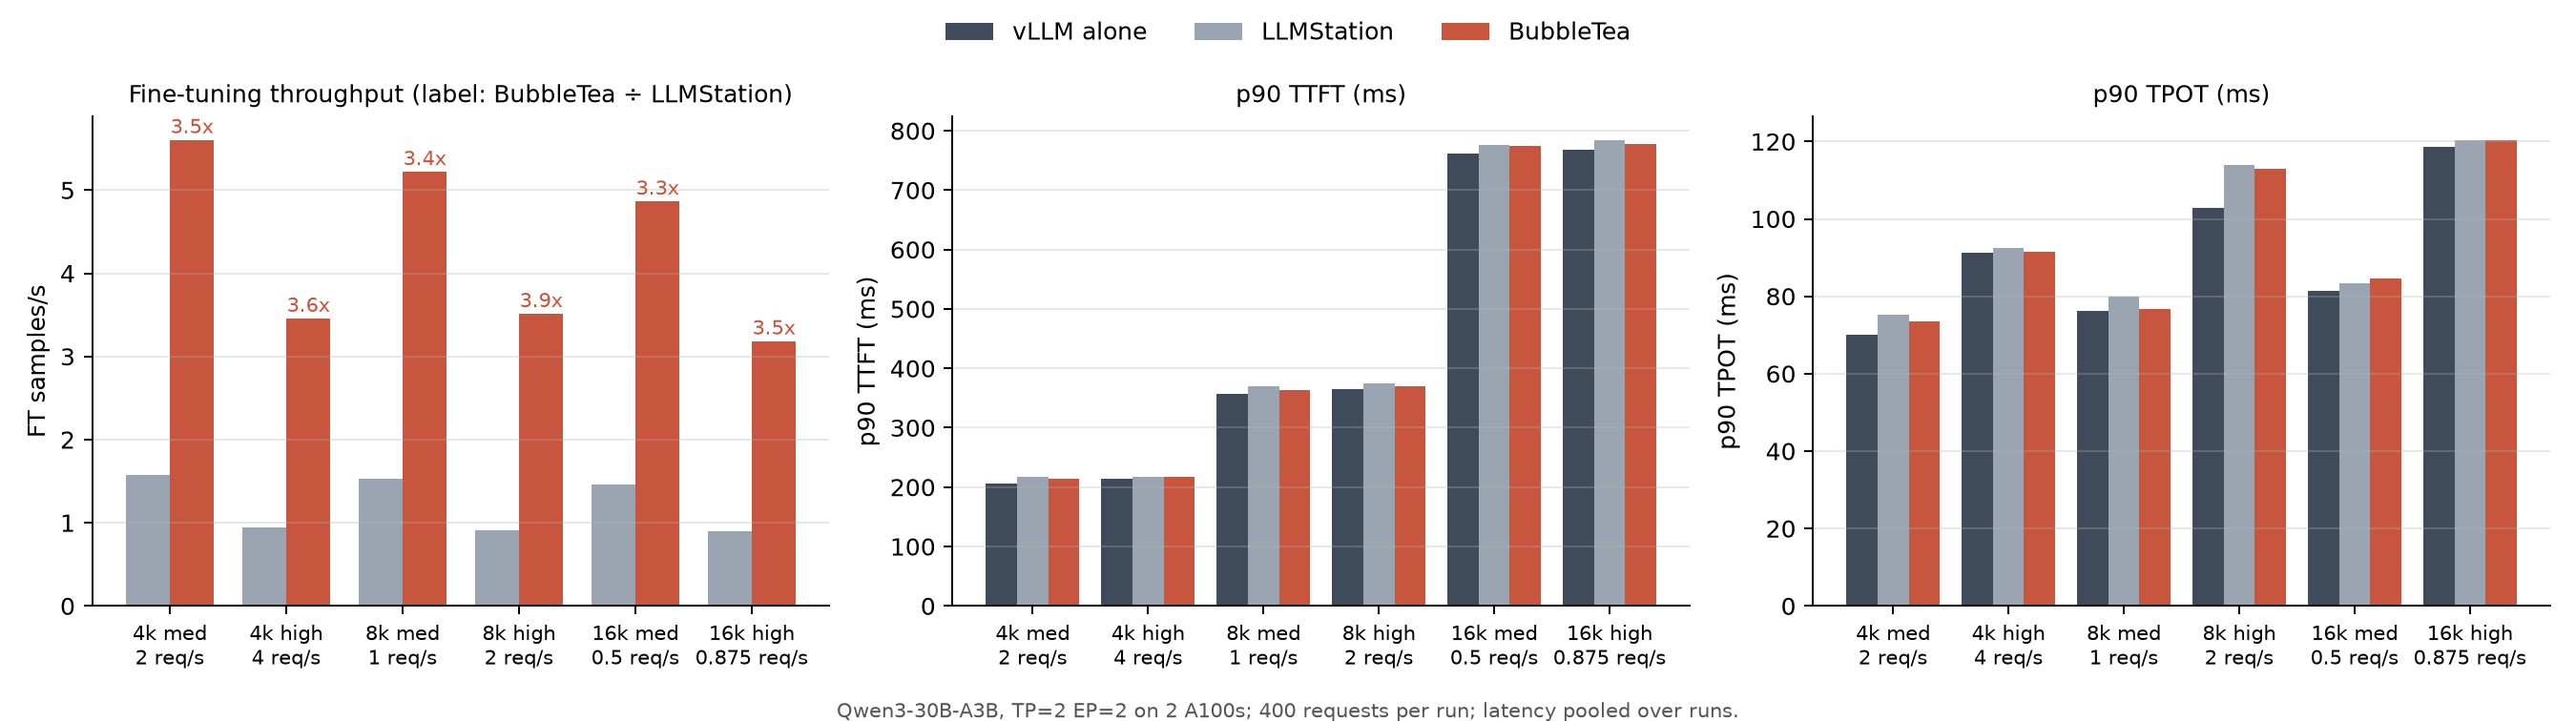 vLLM alone LLMStation BubbleTea
Fine-tuning throughput (label: BubbleTea ÷ LLMStation)
FT samples/s
5
4
3
2
1
0
3.5x
3.6x
3.4x
3.9x
3.3x
3.5x
4k med 4k high 8k med 8k high 16k med 16k high
2 req/s 4 req/s 1 req/s 2 req/s 0.5 req/s 0.875 req/s
p90 TTFT (ms)
p90 TTFT (ms)
800
700
600
500
400
300
200
100
0
4k med 4k high 8k med 8k high 16k med 16k high
2 req/s 4 req/s 1 req/s 2 req/s 0.5 req/s 0.875 req/s
p90 TPOT (ms)
p90 TPOT (ms)
120
100
80
60
40
20
0
4k med 4k high 8k med 8k high 16k med 16k high
2 req/s 4 req/s 1 req/s 2 req/s 0.5 req/s 0.875 req/s
Qwen3-30B-A3B, TP=2 EP=2 on 2 A100s; 400 requests per run; latency pooled over runs.